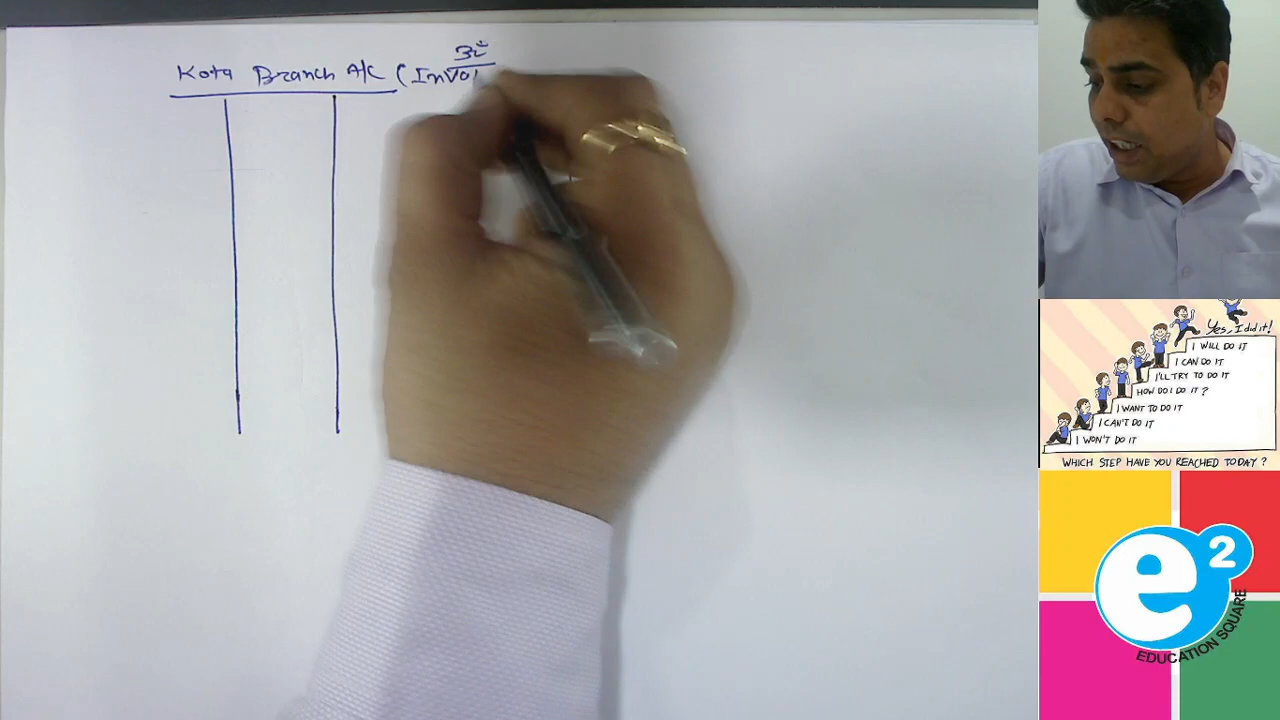 Kota Branch A/C (Invoi
Yes, I did it!
I WILL DO IT
I CAN DO IT
I'LL TRY TO DO IT
HOW DO I DO IT ?
I WANT TO DO IT
I CAN'T DO IT
I WON'T DO IT
WHICH STEP HAVE YOU REACHED TODAY ?
e2
EDUCATION SQUARE